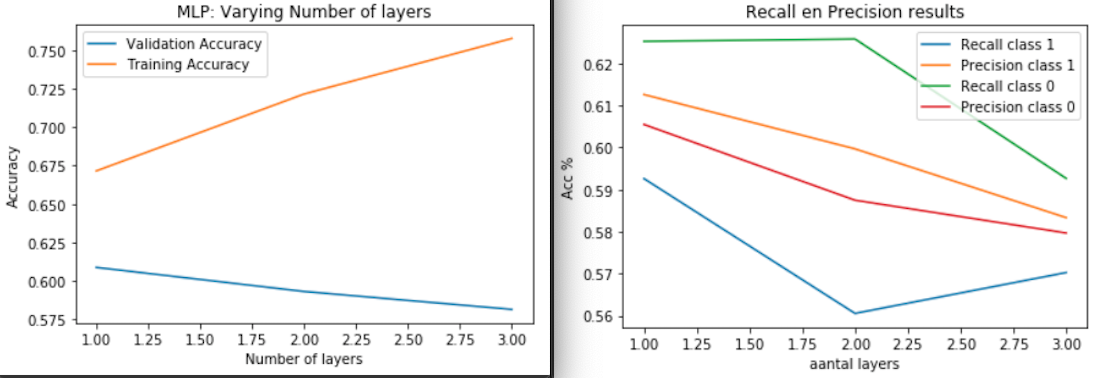 MLP: Varying Number of layers
Validation Accuracy
Training Accuracy
Accuracy
0.750
0.725
0.700
0.675
0.650
0.625
0.600
0.575
1.00 1.25 1.50 1.75 2.00 2.25 2.50 2.75 3.00
Number of layers
Recall en Precision results
Recall class 1
Precision class 1
Recall class 0
Precision class 0
Acc %
0.62
0.61
0.60
0.59
0.58
0.57
0.56
1.00 1.25 1.50 1.75 2.00 2.25 2.50 2.75 3.00
aantal layers